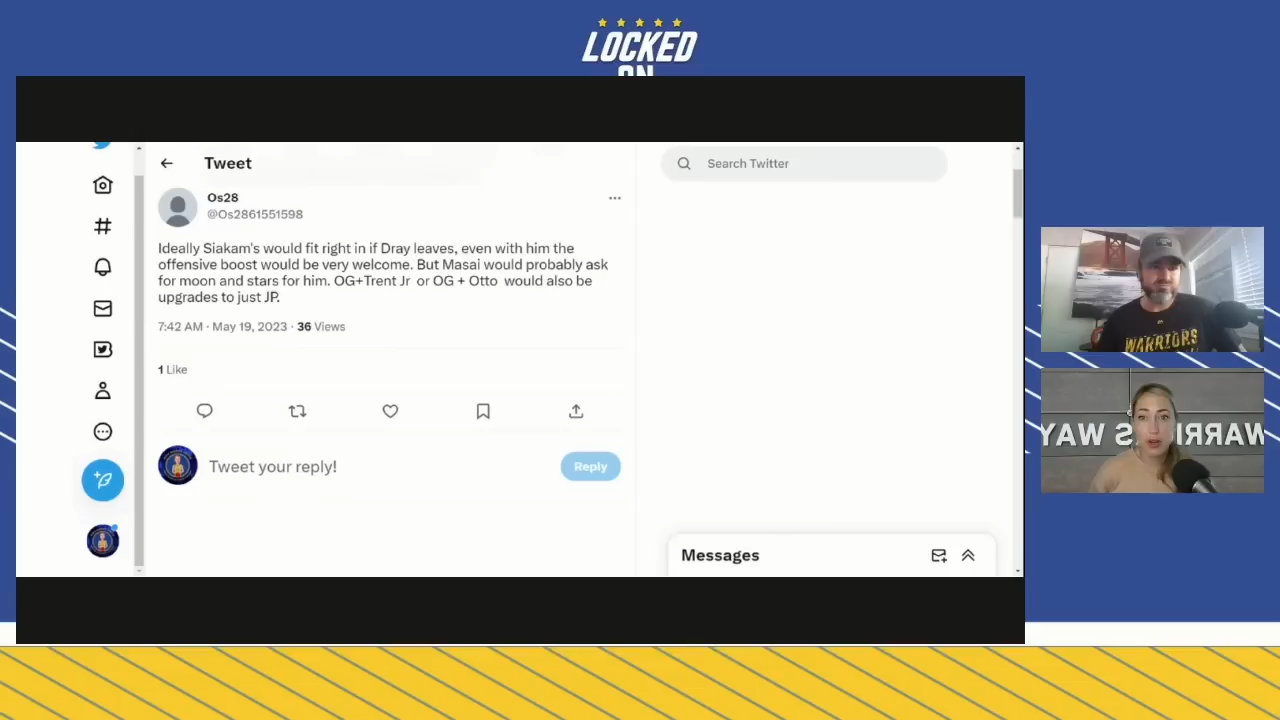 LOCKED
ON
Tweet
Search Twitter
Os28
@Os2861551598
Ideally Siakam's would fit right in if Dray leaves, even with him the
offensive boost would be very welcome. But Masai would probably ask
for moon and stars for him. OG+Trent Jr or OG + Otto would also be
upgrades to just JP.
7:42 AM · May 19, 2023 · 36 Views
1 Like
Tweet your reply!
Reply
Messages
WARRIORS
WARRIORS WAY